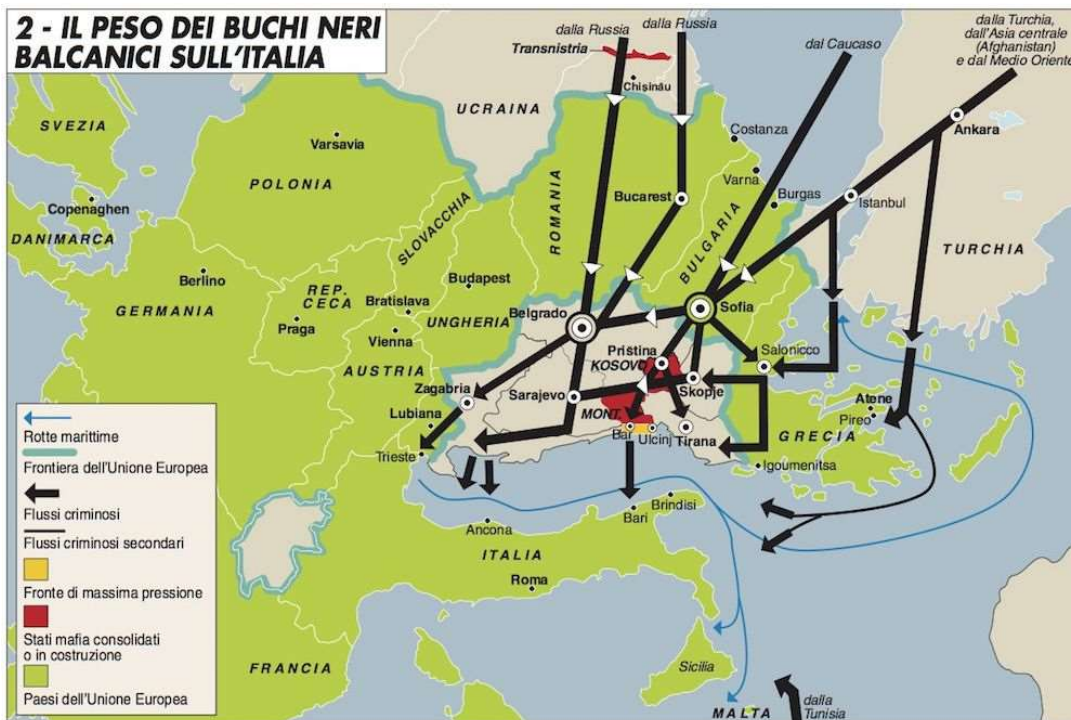 2 - IL PESO DEI BUCHI NERI
BALCANICI SULL'ITALIA
dalla Russia
dalla Russia
Transnistria
Chişinău
dal Caucaso
dalla Turchia,
dall'Asia centrale
(Afghanistan)
e dal Medio Oriente
UCRAINA
SVEZIA
Varsavia
POLONIA
Copenaghen
DANIMARCA
Berlino
GERMANIA
REP.
CECA
Praga
SLOVACCHIA
Bratislava
Vienna
AUSTRIA
Budapest
UNGHERIA
ROMANIA
Bucarest
BULGARIA
Costanza
Varna
Burgas
Ankara
Istanbul
TURCHIA
Belgrado
Sofia
Pristina
KOSOVO
Salonicco
Skopje
Zagabria
Sarajevo
Lubiana
MONT.
Bar
Ulcinj
Tirana
Trieste
Atene
Pireo
GRECIA
Igoumenitsa
Ancona
Bari
Brindisi
ITALIA
Roma
FRANCIA
Sicilia
MALTA
dalla
Tunisia
Rotte marittime
Frontiera dell'Unione Europea
Flussi criminosi
Flussi criminosi secondari
Fronte di massima pressione
Stati mafia consolidati
o in costruzione
Paesi dell'Unione Europea